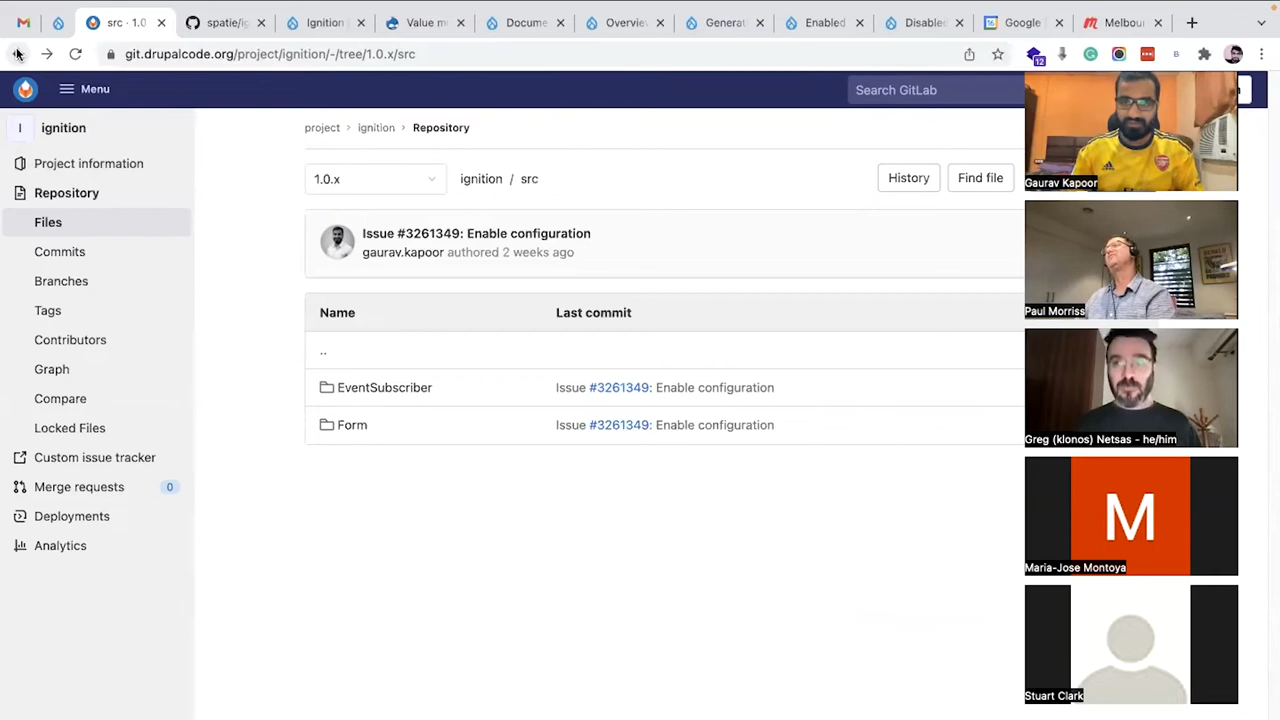 src · 1.0
spatie/ig
Ignition
Value m
Docume
Overvie
Generat
Enabled
Disabled
Google
Melbou
git.drupalcode.org/project/ignition/-/tree/1.0.x/src
12
Menu
Search GitLab
I
ignition
Project information
Repository
Files
Commits
Branches
Tags
Contributors
Graph
Compare
Locked Files
Custom issue tracker
Merge requests
0
Deployments
Analytics
project › ignition › Repository
1.0.x
ignition / src
History
Find file
Issue #3261349: Enable configuration
gaurav.kapoor authored 2 weeks ago
Name Last commit
..
EventSubscriber Issue #3261349: Enable configuration
Form Issue #3261349: Enable configuration
Gaurav Kapoor
Paul Morriss
Greg (klonos) Netsas - he/him
M
Maria-Jose Montoya
Stuart Clark